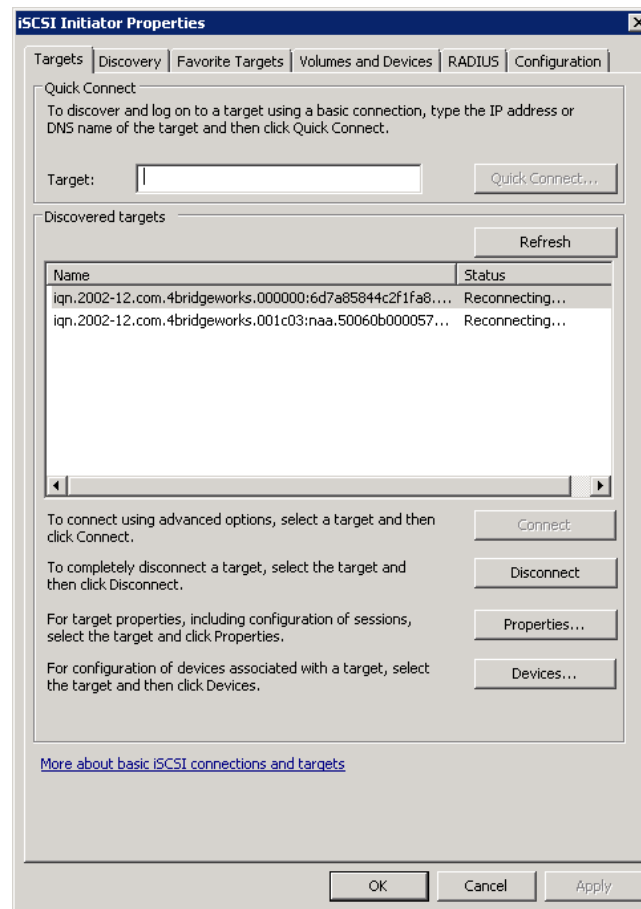 iSCSI Initiator Properties
Targets Discovery Favorite Targets Volumes and Devices RADIUS Configuration
Quick Connect
To discover and log on to a target using a basic connection, type the IP address or
DNS name of the target and then click Quick Connect.
Target:
Quick Connect...
Discovered targets
Refresh
Name Status
iqn.2002-12.com.4bridgeworks.000000:6d7a85844c2f1fa8.... Reconnecting...
iqn.2002-12.com.4bridgeworks.001c03:naa.50060b000057... Reconnecting...
To connect using advanced options, select a target and then
click Connect.
Connect
To completely disconnect a target, select the target and
then click Disconnect.
Disconnect
For target properties, including configuration of sessions,
select the target and click Properties.
Properties...
For configuration of devices associated with a target, select
the target and then click Devices.
Devices...
More about basic iSCSI connections and targets
OK Cancel Apply